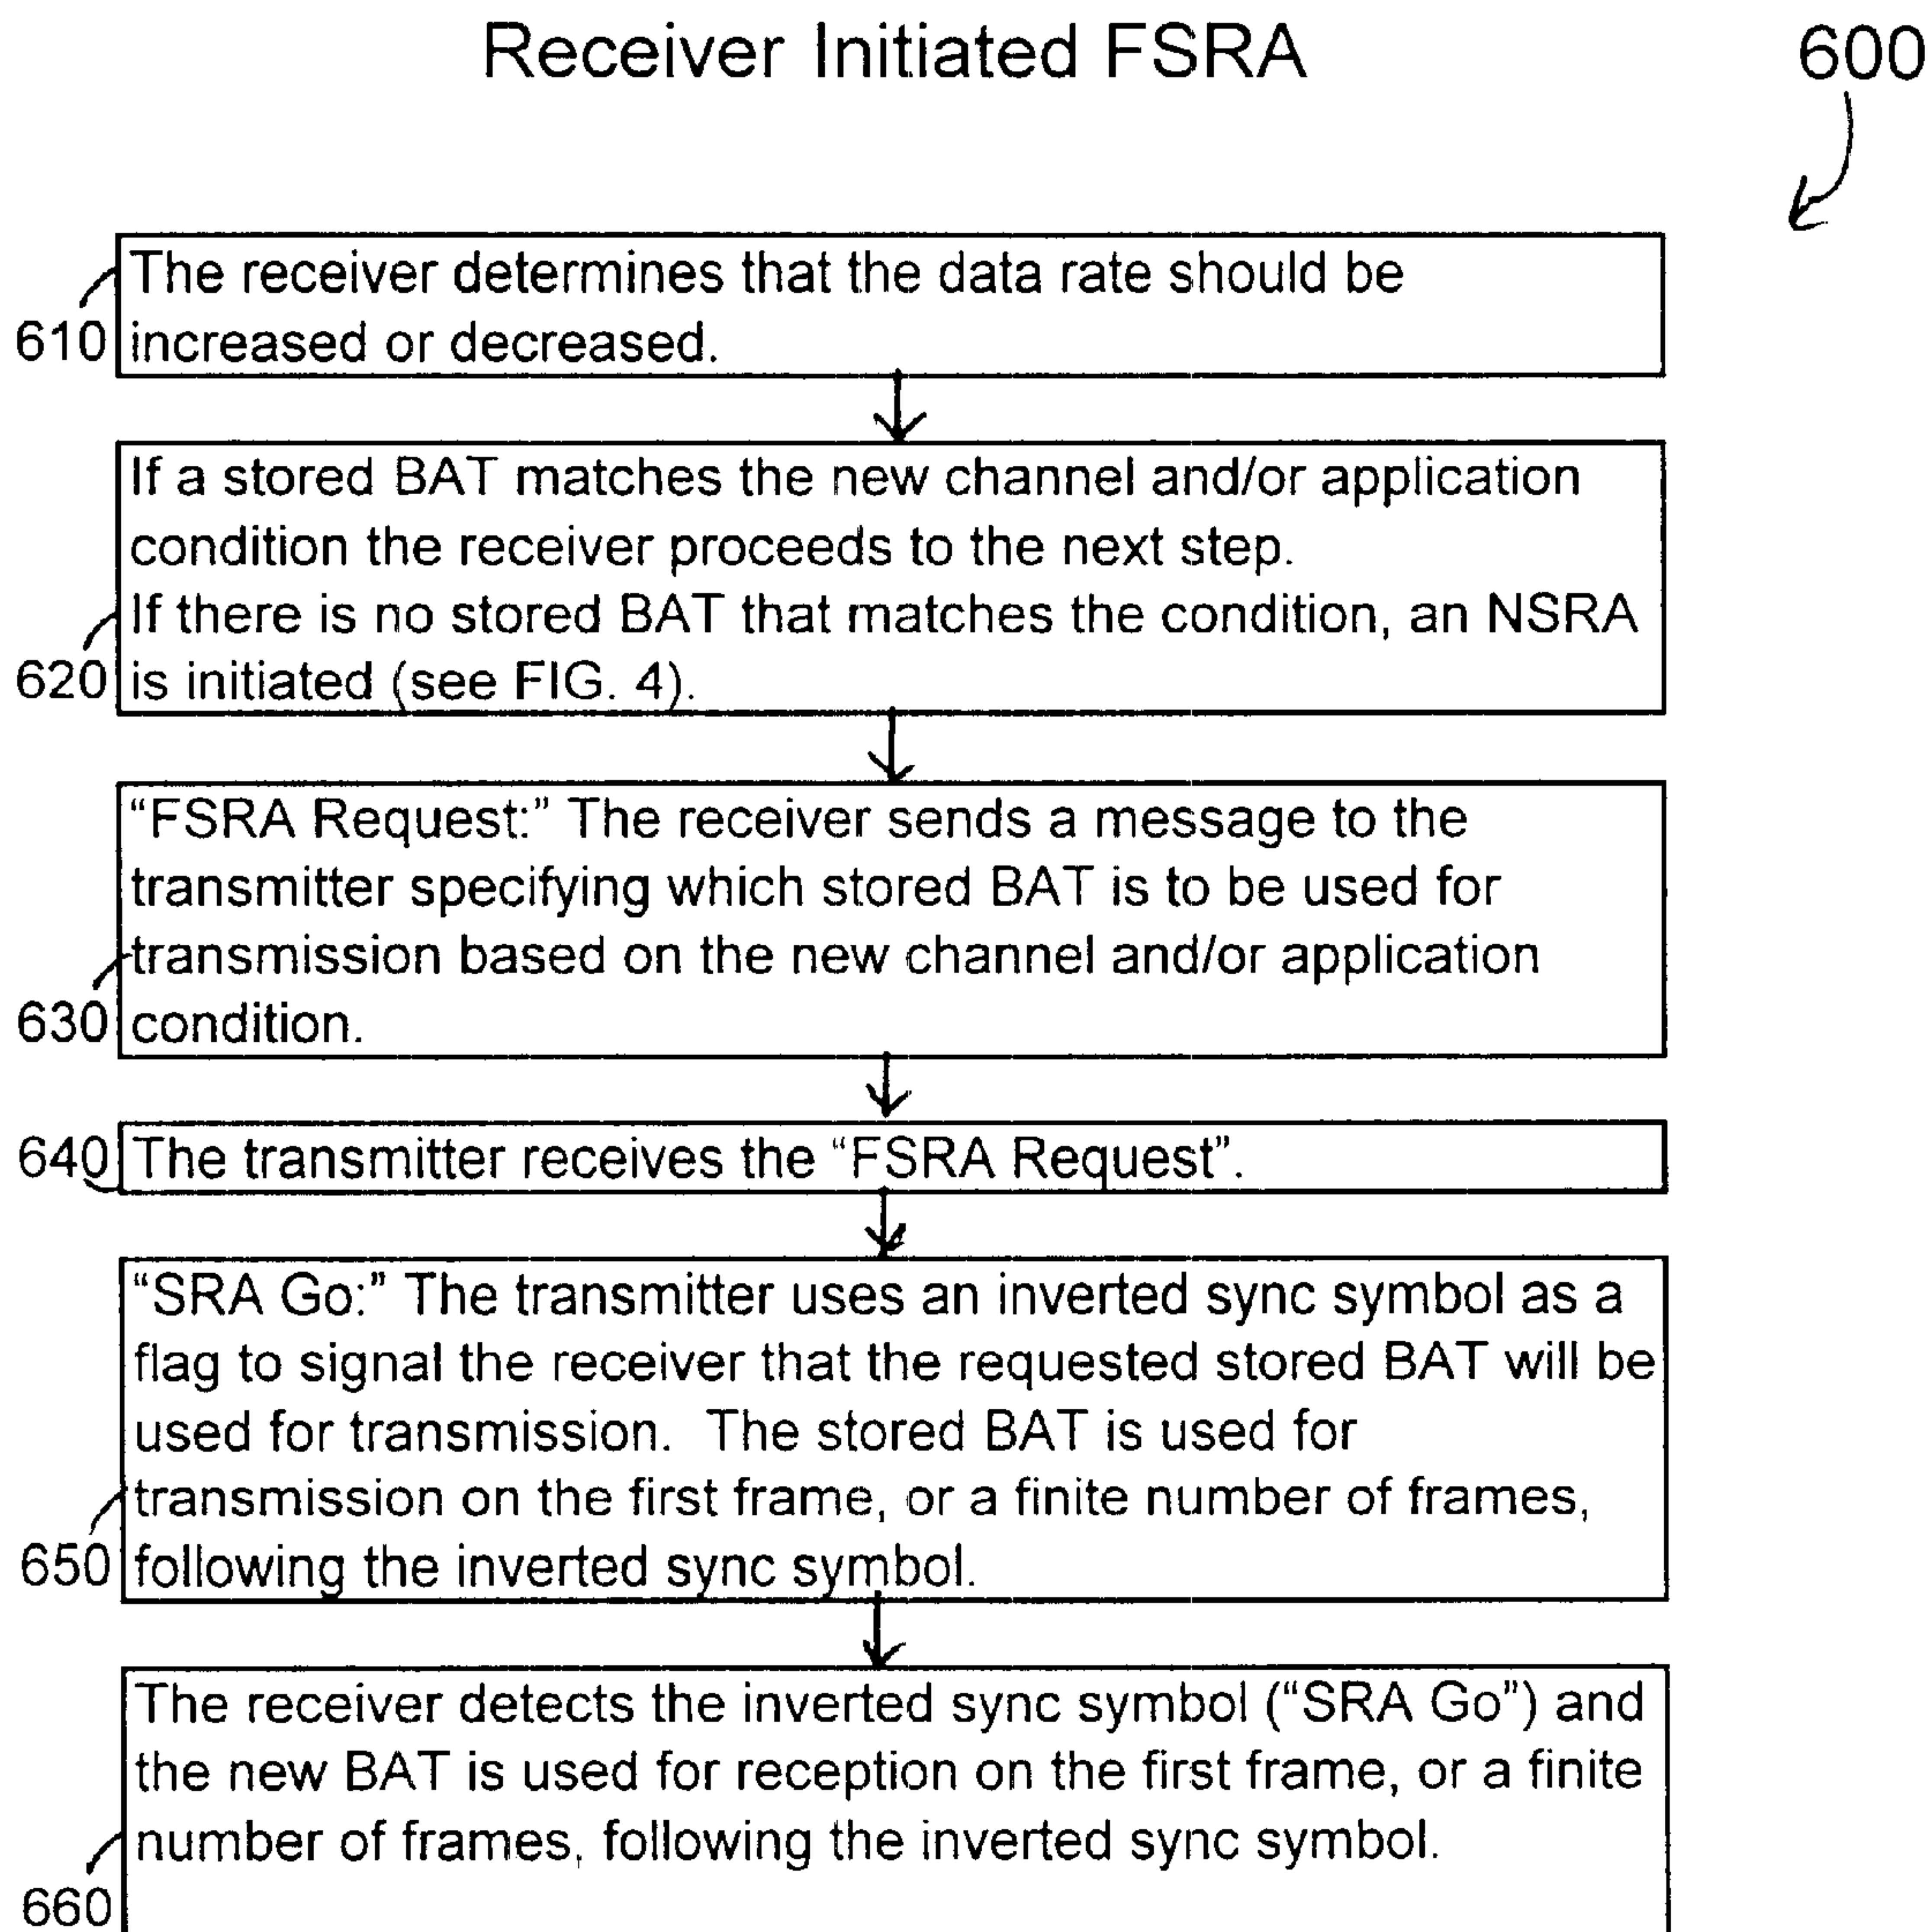 Receiver Initiated FSRA
600
The receiver determines that the data rate should be
610 increased or decreased.
If a stored BAT matches the new channel and/or application
condition the receiver proceeds to the next step.
If there is no stored BAT that matches the condition, an NSRA
620 is initiated (see FIG. 4).
“FSRA Request:” The receiver sends a message to the
transmitter specifying which stored BAT is to be used for
transmission based on the new channel and/or application
630 condition.
640 The transmitter receives the “FSRA Request”.
“SRA Go:” The transmitter uses an inverted sync symbol as a
flag to signal the receiver that the requested stored BAT will be
used for transmission.  The stored BAT is used for
transmission on the first frame, or a finite number of frames,
650 following the inverted sync symbol.
The receiver detects the inverted sync symbol (“SRA Go”) and
the new BAT is used for reception on the first frame, or a finite
number of frames, following the inverted sync symbol.
660